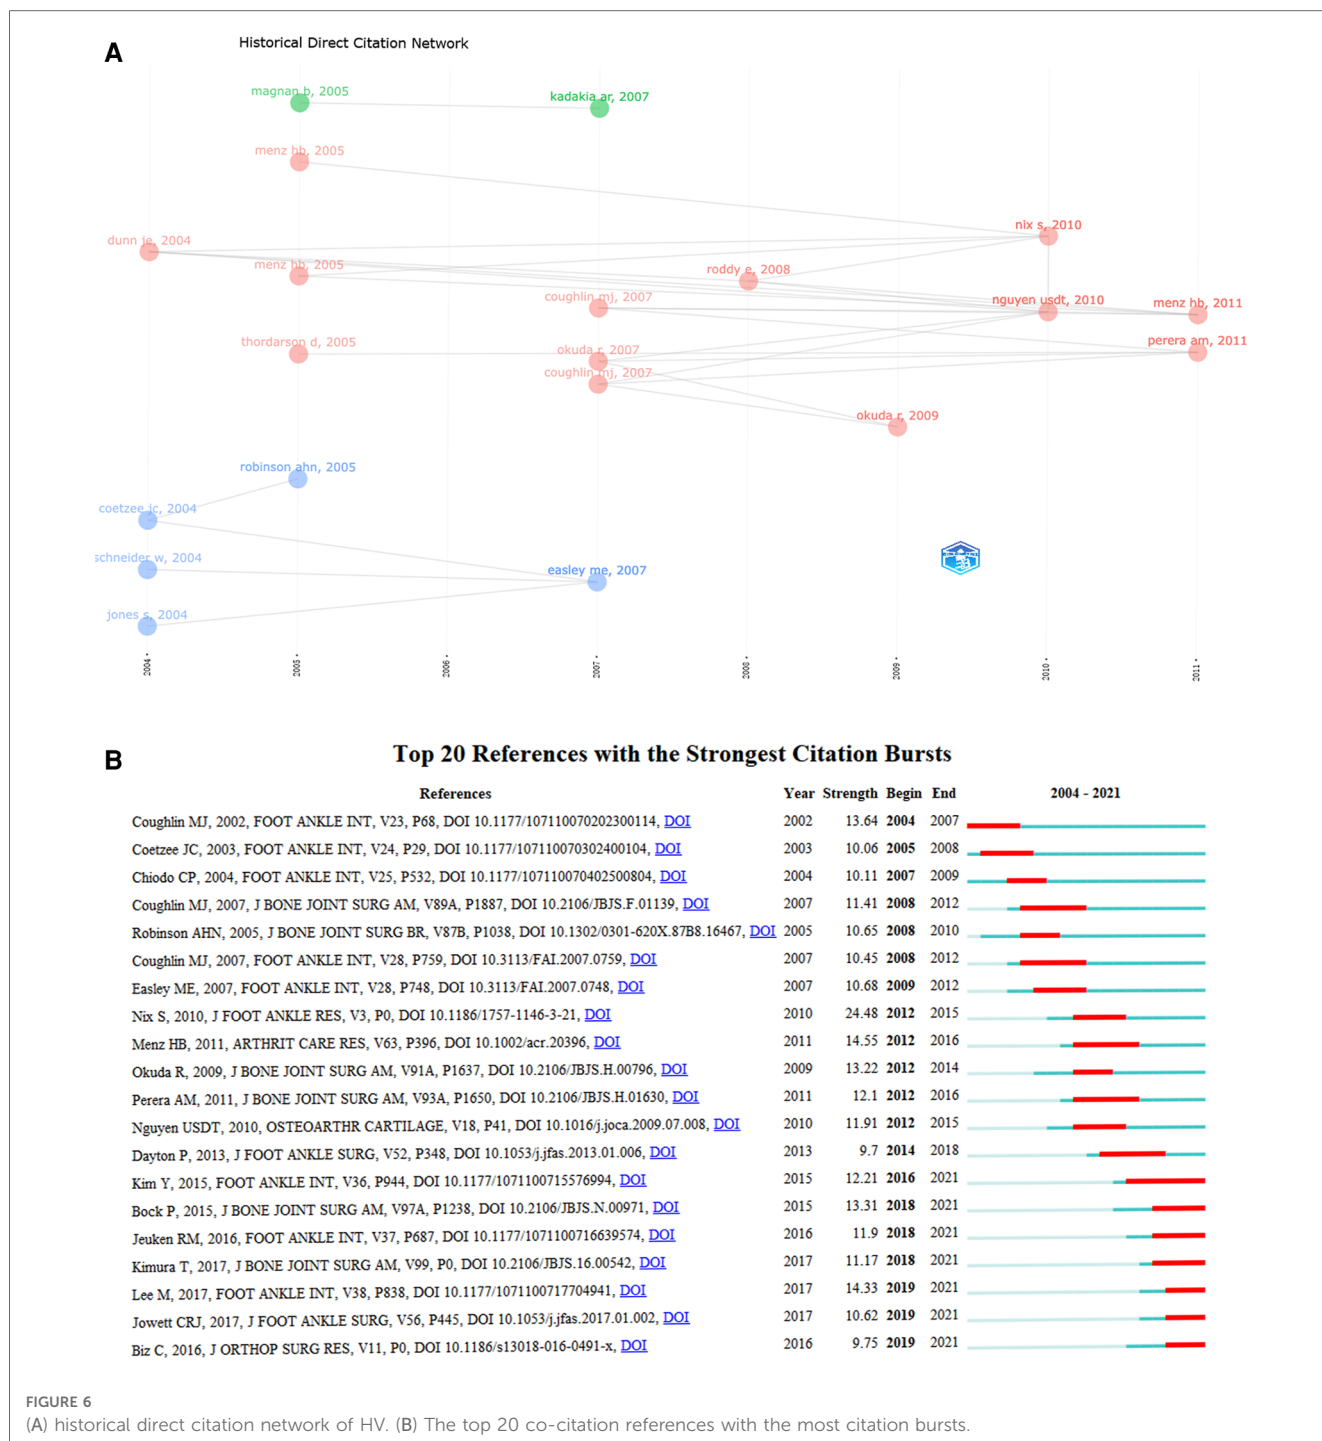 A
Historical Direct Citation Network
magnan b, 2005
kadakia ar, 2007
menz hb, 2005
nix s, 2010
dunn je, 2004
menz hb, 2005
roddy e, 2008
coughlin mj, 2007
nguyen usdt, 2010
menz hb, 2011
thordarson d, 2005
okuda r, 2007
perera am, 2011
coughlin mj, 2007
okuda r, 2009
robinson ahn, 2005
coetzee jc, 2004
schneider w, 2004
easley me, 2007
jones s, 2004
2004
2005
2006
2007
2008
2009
2010
2011
B
Top 20 References with the Strongest Citation Bursts
References Year Strength Begin End 2004 - 2021
Coughlin MJ, 2002, FOOT ANKLE INT, V23, P68, DOI 10.1177/107110070202300114, DOI 2002 13.64 2004 2007
Coetzee JC, 2003, FOOT ANKLE INT, V24, P29, DOI 10.1177/107110070302400104, DOI 2003 10.06 2005 2008
Chiodo CP, 2004, FOOT ANKLE INT, V25, P532, DOI 10.1177/107110070402500804, DOI 2004 10.11 2007 2009
Coughlin MJ, 2007, J BONE JOINT SURG AM, V89A, P1887, DOI 10.2106/JBJS.F.01139, DOI 2007 11.41 2008 2012
Robinson AHN, 2005, J BONE JOINT SURG BR, V87B, P1038, DOI 10.1302/0301-620X.87B8.16467, DOI 2005 10.65 2008 2010
Coughlin MJ, 2007, FOOT ANKLE INT, V28, P759, DOI 10.3113/FAI.2007.0759, DOI 2007 10.45 2008 2012
Easley ME, 2007, FOOT ANKLE INT, V28, P748, DOI 10.3113/FAI.2007.0748, DOI 2007 10.68 2009 2012
Nix S, 2010, J FOOT ANKLE RES, V3, P0, DOI 10.1186/1757-1146-3-21, DOI 2010 24.48 2012 2015
Menz HB, 2011, ARTHRIT CARE RES, V63, P396, DOI 10.1002/acr.20396, DOI 2011 14.55 2012 2016
Okuda R, 2009, J BONE JOINT SURG AM, V91A, P1637, DOI 10.2106/JBJS.H.00796, DOI 2009 13.22 2012 2014
Perera AM, 2011, J BONE JOINT SURG AM, V93A, P1650, DOI 10.2106/JBJS.H.01630, DOI 2011 12.1 2012 2016
Nguyen USDT, 2010, OSTEOARTHR CARTILAGE, V18, P41, DOI 10.1016/j.joca.2009.07.008, DOI 2010 11.91 2012 2015
Dayton P, 2013, J FOOT ANKLE SURG, V52, P348, DOI 10.1053/j.jfas.2013.01.006, DOI 2013 9.7 2014 2018
Kim Y, 2015, FOOT ANKLE INT, V36, P944, DOI 10.1177/1071100715576994, DOI 2015 12.21 2016 2021
Bock P, 2015, J BONE JOINT SURG AM, V97A, P1238, DOI 10.2106/JBJS.N.00971, DOI 2015 13.31 2018 2021
Jeuken RM, 2016, FOOT ANKLE INT, V37, P687, DOI 10.1177/1071100716639574, DOI 2016 11.9 2018 2021
Kimura T, 2017, J BONE JOINT SURG AM, V99, P0, DOI 10.2106/JBJS.16.00542, DOI 2017 11.17 2018 2021
Lee M, 2017, FOOT ANKLE INT, V38, P838, DOI 10.1177/1071100717704941, DOI 2017 14.33 2019 2021
Jowett CRJ, 2017, J FOOT ANKLE SURG, V56, P445, DOI 10.1053/j.jfas.2017.01.002, DOI 2017 10.62 2019 2021
Biz C, 2016, J ORTHOP SURG RES, V11, P0, DOI 10.1186/s13018-016-0491-x, DOI 2016 9.75 2019 2021
FIGURE 6
(A) historical direct citation network of HV. (B) The top 20 co-citation references with the most citation bursts.